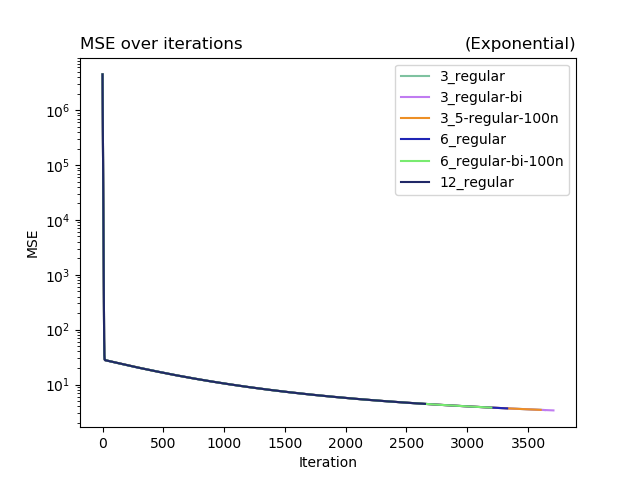 MSE over iterations (Exponential)
3_regular
3_regular-bi
3_5-regular-100n
6_regular
6_regular-bi-100n
12_regular
MSE
10^6
10^5
10^4
10^3
10^2
10^1
0 500 1000 1500 2000 2500 3000 3500
Iteration